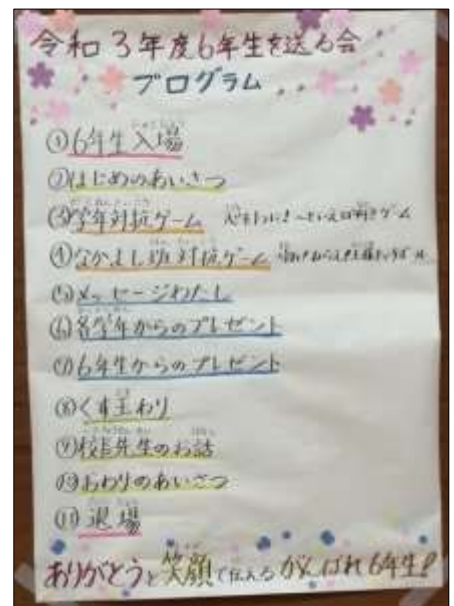 令和3年度6年生を送る会
プログラム
①6年生入場
②はじめのあいさつ
③学年対抗ゲーム
④なかよし班対抗ゲーム
⑤メッセージわたし
⑥各学年からのプレゼント
⑦6年生からのプレゼント
⑧くす玉わり
⑨校長先生のお話
⑩おわりのあいさつ
⑪退場
ありがとうと笑顔で伝える がんばれ6年生!